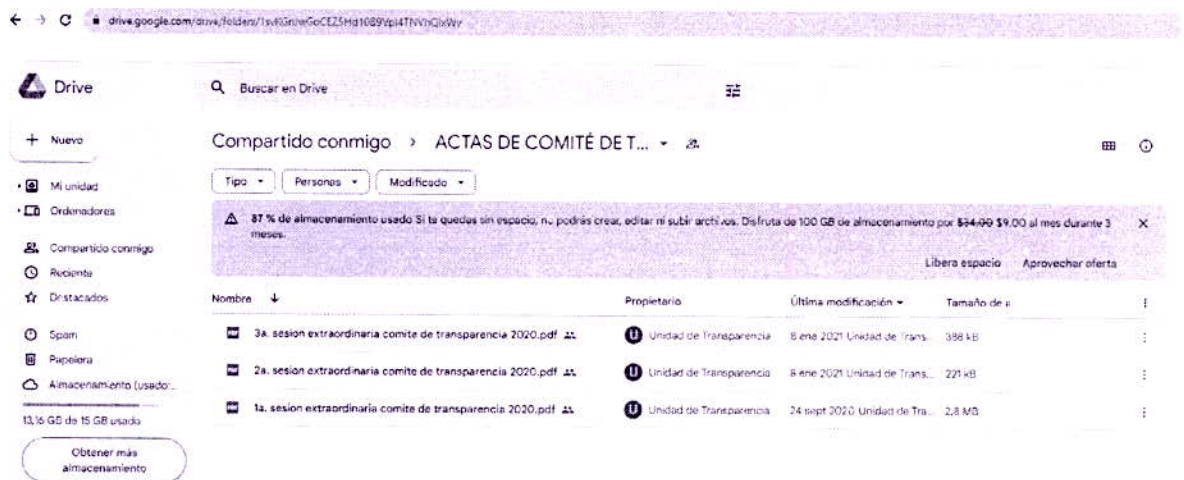 drive.google.com/drive/folders/
Drive
Buscar en Drive
Nuevo
Compartido conmigo > ACTAS DE COMITÉ DE T...
Tipo
Personas
Modificado
Mi unidad
Ordenadores
Compartido conmigo
Reciente
Destacados
Spam
Papelera
Almacenamiento (usado:...
13,16 GB de 15 GB usado
Obtener más
almacenamiento
87 % de almacenamiento usado Si te quedas sin espacio, no podrás crear, editar ni subir archivos. Disfruta de 100 GB de almacenamiento por $34.00 $9.00 al mes durante 3
meses.
Libera espacio Aprovechar oferta
Nombre Propietario Última modificación Tamaño de a
3a. sesion extraordinaria comite de transparencia 2020.pdf Unidad de Transparencia 8 ene 2021 Unidad de Trans... 388 kB
2a. sesion extraordinaria comite de transparencia 2020.pdf Unidad de Transparencia 8 ene 2021 Unidad de Trans... 221 kB
1a. sesion extraordinaria comite de transparencia 2020.pdf Unidad de Transparencia 24 sept 2020 Unidad de Tra... 2,8 MB